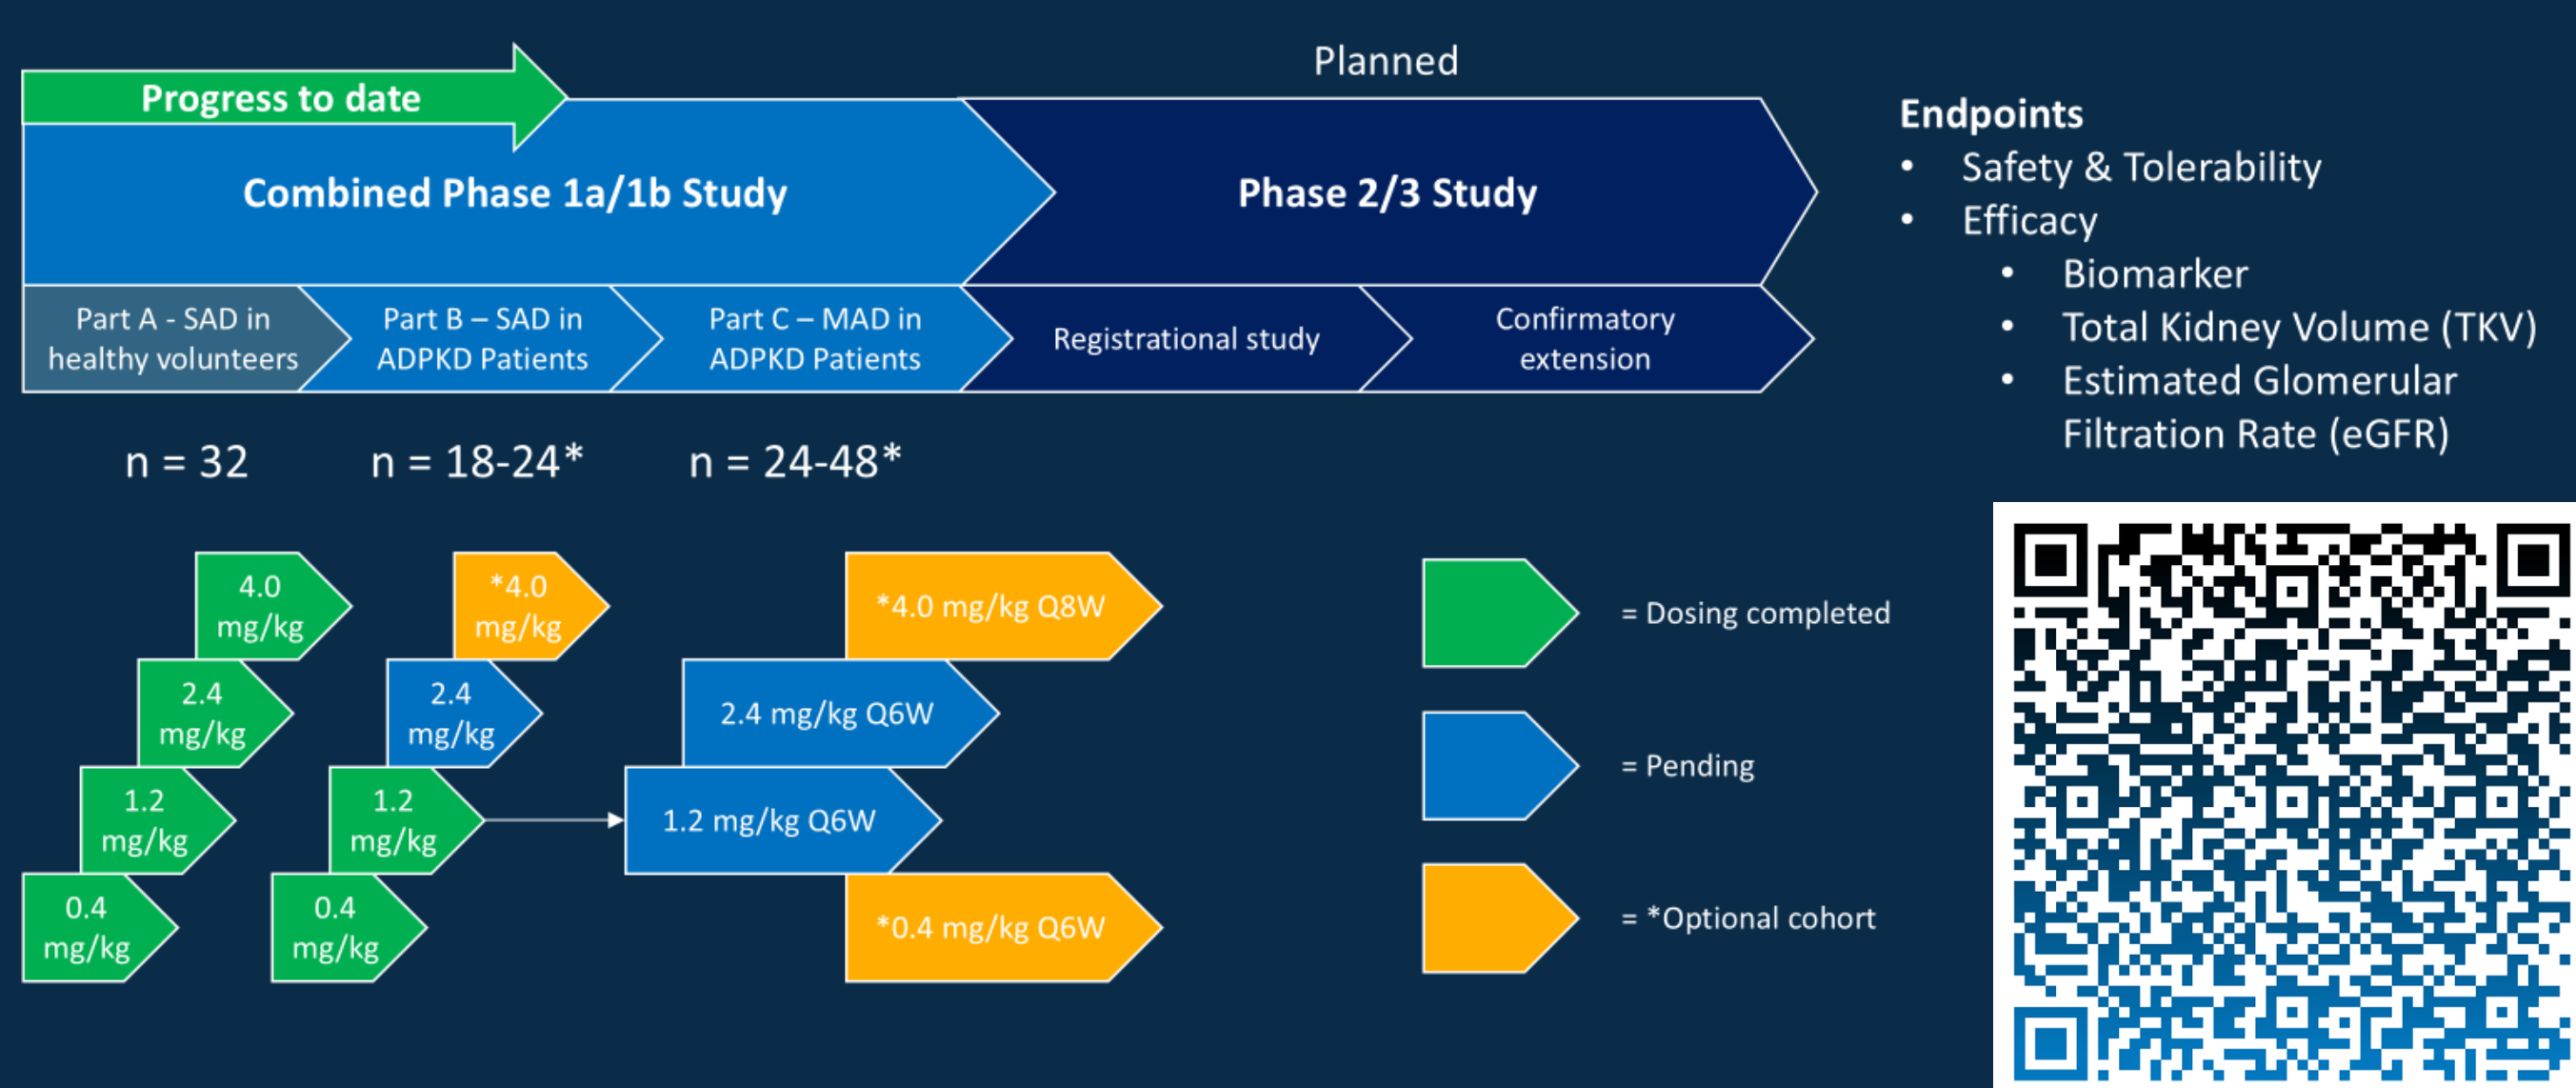 Progress to date
Planned
Combined Phase 1a/1b Study
Phase 2/3 Study
Part A - SAD in
healthy volunteers
Part B – SAD in
ADPKD Patients
Part C – MAD in
ADPKD Patients
Registrational study
Confirmatory
extension
n = 32
n = 18-24*
n = 24-48*
Endpoints
• Safety & Tolerability
• Efficacy
• Biomarker
• Total Kidney Volume (TKV)
• Estimated Glomerular
Filtration Rate (eGFR)
4.0
mg/kg
2.4
mg/kg
1.2
mg/kg
0.4
mg/kg
*4.0
mg/kg
2.4
mg/kg
1.2
mg/kg
0.4
mg/kg
*4.0 mg/kg Q8W
2.4 mg/kg Q6W
1.2 mg/kg Q6W
*0.4 mg/kg Q6W
= Dosing completed
= Pending
= *Optional cohort